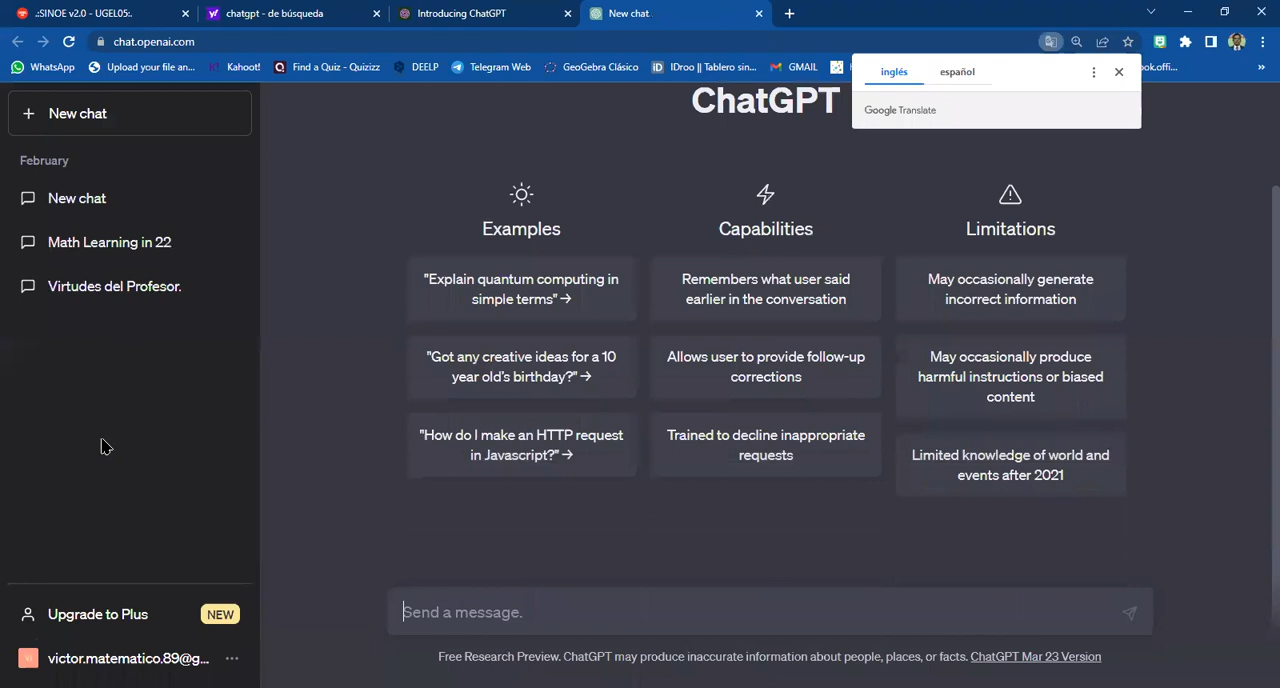 .:SINOE v2.0 - UGEL05:.
chatgpt - de búsqueda
Introducing ChatGPT
New chat
chat.openai.com
WhatsApp
Upload your file an...
Kahoot!
Find a Quiz - Quizizz
DEELP
Telegram Web
GeoGebra Clásico
IDroo || Tablero sin...
GMAIL
ok.offi...
»
inglés
español
Google Translate
+ New chat
February
New chat
Math Learning in 22
Virtudes del Profesor.
Upgrade to Plus
NEW
victor.matematico.89@g...
ChatGPT
Examples
"Explain quantum computing in
simple terms" →
"Got any creative ideas for a 10
year old's birthday?" →
"How do I make an HTTP request
in Javascript?" →
Capabilities
Remembers what user said
earlier in the conversation
Allows user to provide follow-up
corrections
Trained to decline inappropriate
requests
Limitations
May occasionally generate
incorrect information
May occasionally produce
harmful instructions or biased
content
Limited knowledge of world and
events after 2021
Send a message.
Free Research Preview. ChatGPT may produce inaccurate information about people, places, or facts. ChatGPT Mar 23 Version